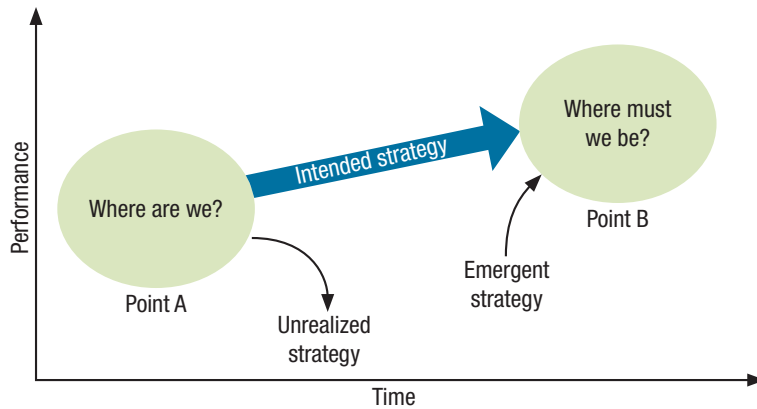 Performance
Where are we?
Point A
Intended strategy
Unrealized
strategy
Where must
we be?
Point B
Emergent
strategy
Time